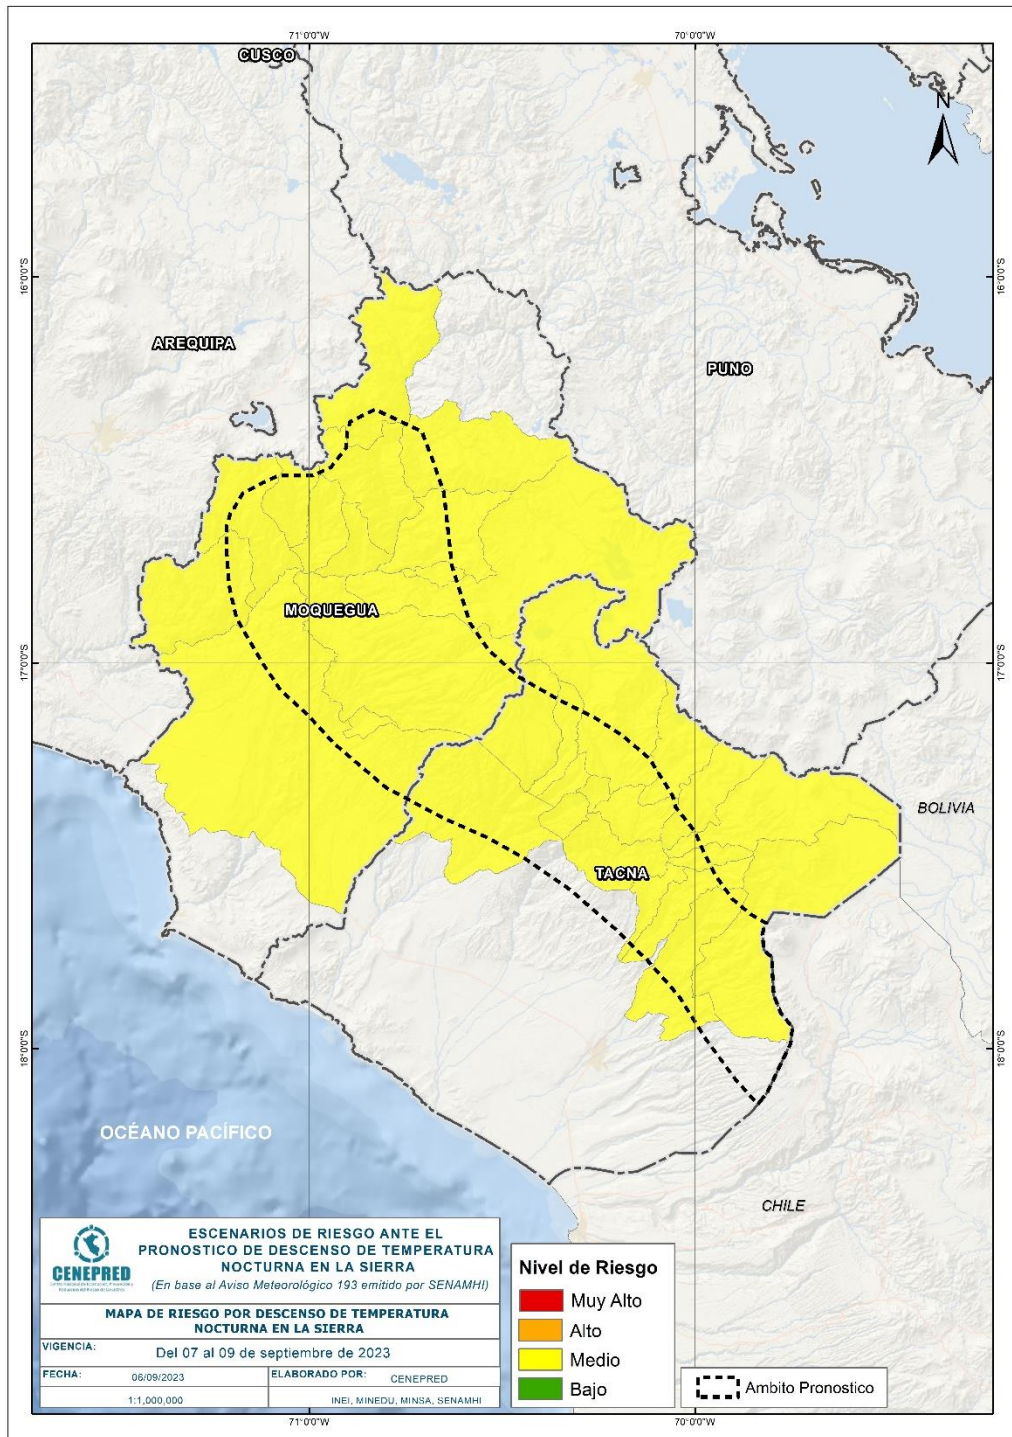 71°0'0"W
70°0'0"W
CUSCO
N
16°0'0"S
16°0'0"S
AREQUIPA
PUNO
MOQUEGUA
17°0'0"S
17°0'0"S
BOLIVIA
TACNA
18°0'0"S
18°0'0"S
OCÉANO PACÍFICO
CHILE
CENEPRED
ESCENARIOS DE RIESGO ANTE EL
PRONOSTICO DE DESCENSO DE TEMPERATURA
NOCTURNA EN LA SIERRA
(En base al Aviso Meteorológico 193 emitido por SENAMHI)
MAPA DE RIESGO POR DESCENSO DE TEMPERATURA
NOCTURNA EN LA SIERRA
VIGENCIA:
Del 07 al 09 de septiembre de 2023
FECHA:
06/09/2023
ELABORADO POR:
CENEPRED
1:1,000,000
INEI, MINEDU, MINSA, SENAMHI
Nivel de Riesgo
Muy Alto
Alto
Medio
Bajo
Ambito Pronostico
71°0'0"W
70°0'0"W